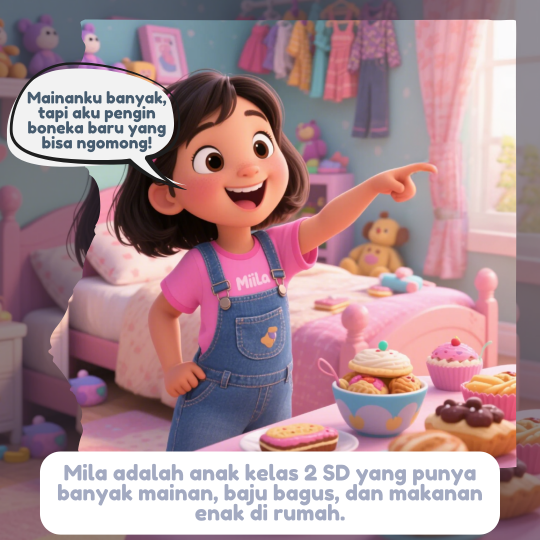 Mainanku banyak,
tapi aku pengin
boneka baru yang
bisa ngomong!
Miila
Mila adalah anak kelas 2 SD yang punya
banyak mainan, baju bagus, dan makanan
enak di rumah.